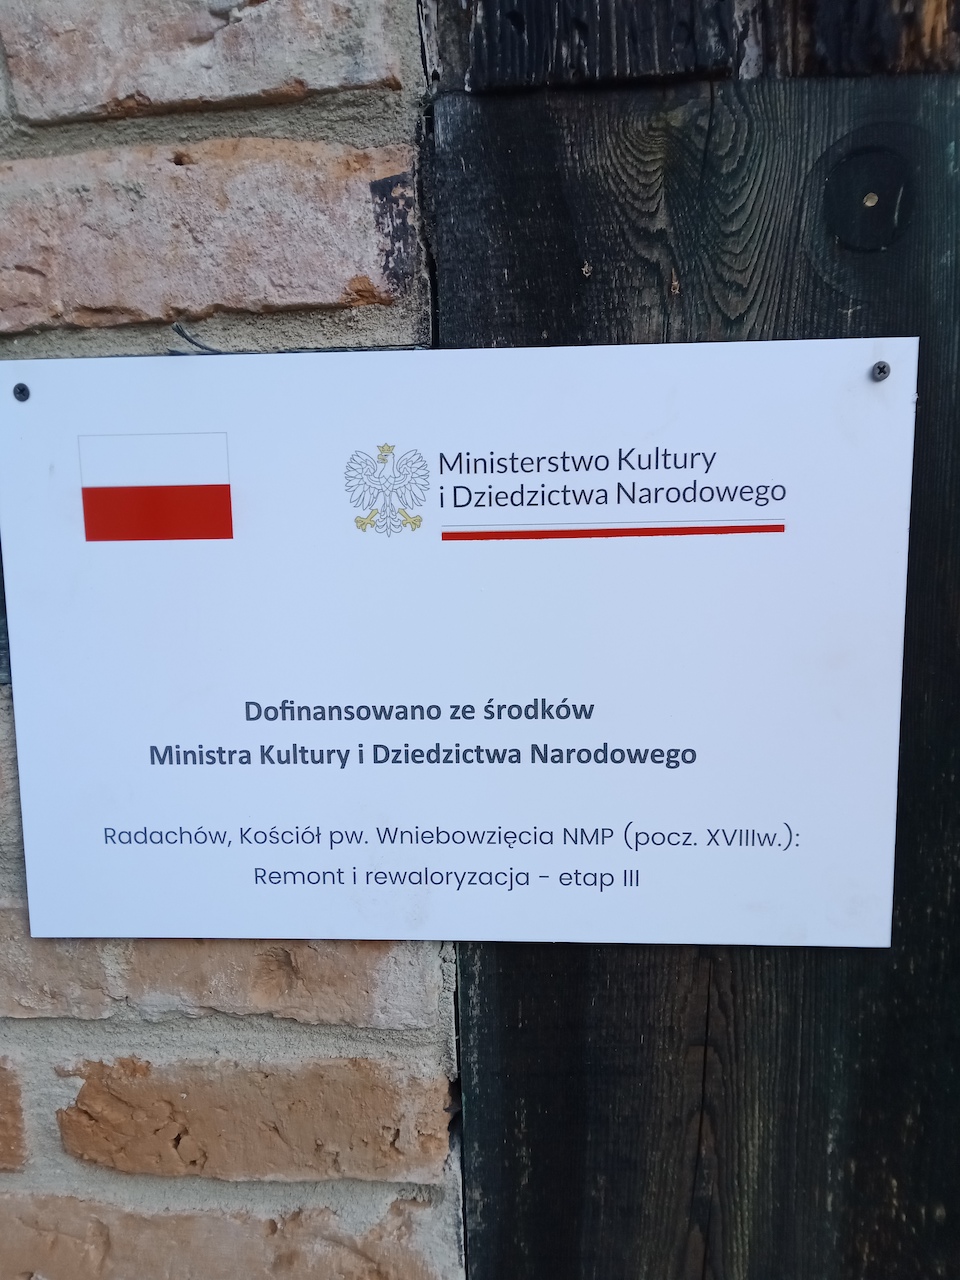 Ministerstwo Kultury
i Dziedzictwa Narodowego
Dofinansowano ze środków
Ministra Kultury i Dziedzictwa Narodowego
Radachów, Kościół pw. Wniebowzięcia NMP (pocz. XVIIIw.):
Remont i rewaloryzacja - etap III